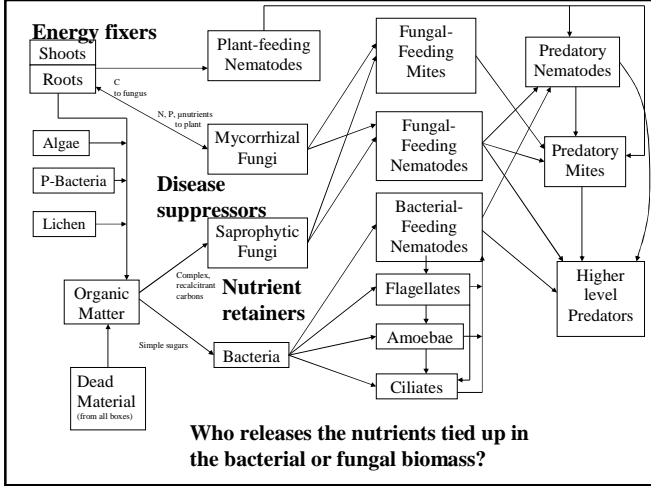 Energy fixers
Shoots
Roots
Plant-feeding
Nematodes
Fungal-
Feeding
Mites
Predatory
Nematodes
C
to fungus
N, P, µnutrients
to plant
Algae
Mycorrhizal
Fungi
Fungal-
Feeding
Nematodes
Predatory
Mites
P-Bacteria
Disease
suppressors
Lichen
Saprophytic
Fungi
Bacterial-
Feeding
Nematodes
Complex,
recalcitrant
carbons
Nutrient
retainers
Organic
Matter
Flagellates
Higher
level
Predators
Simple sugars
Bacteria
Amoebae
Ciliates
Dead
Material
(from all boxes)
Who releases the nutrients tied up in
the bacterial or fungal biomass?